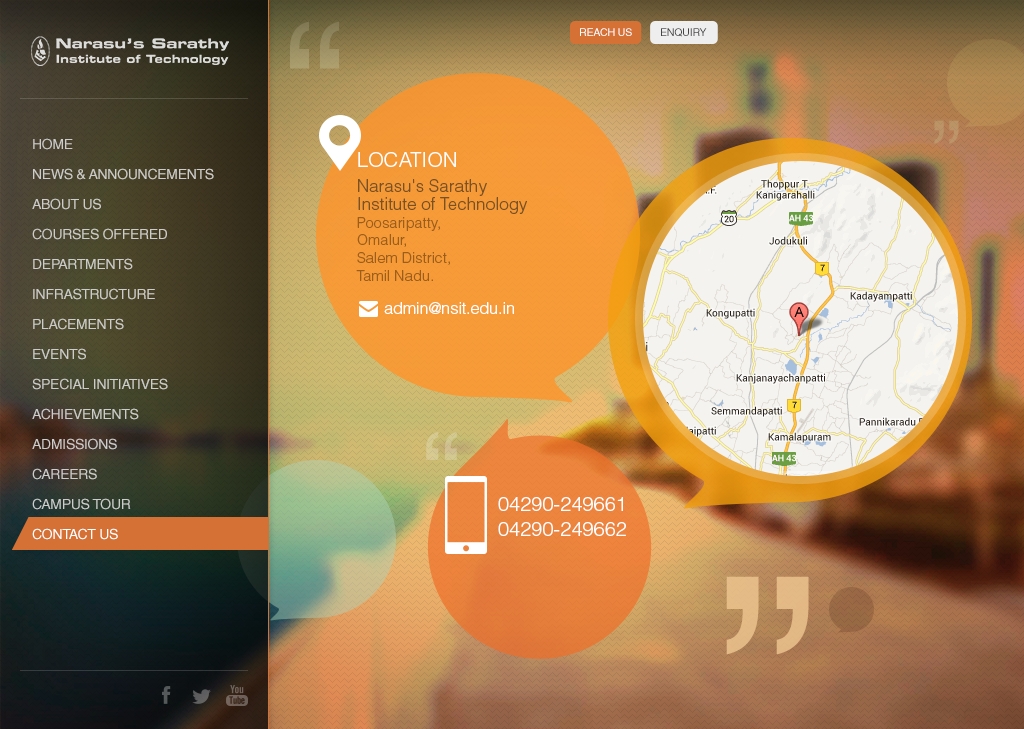 Narasu's Sarathy
Institute of Technology
HOME
NEWS & ANNOUNCEMENTS
ABOUT US
COURSES OFFERED
DEPARTMENTS
INFRASTRUCTURE
PLACEMENTS
EVENTS
SPECIAL INITIATIVES
ACHIEVEMENTS
ADMISSIONS
CAREERS
CAMPUS TOUR
CONTACT US
You
Tube
REACH US
ENQUIRY
LOCATION
Narasu's Sarathy
Institute of Technology
Poosaripatty,
Omalur,
Salem District,
Tamil Nadu.
admin@nsit.edu.in
04290-249661
04290-249662
Thoppur T.
Kanigarahalli
20
AH 43
Jodukuli
7
Kadayampatti
Kongupatti
A
Kanjanayachanpatti
7
Semmandapatti
Pannikaradu
aipatti
Kamalapuram
AH 43